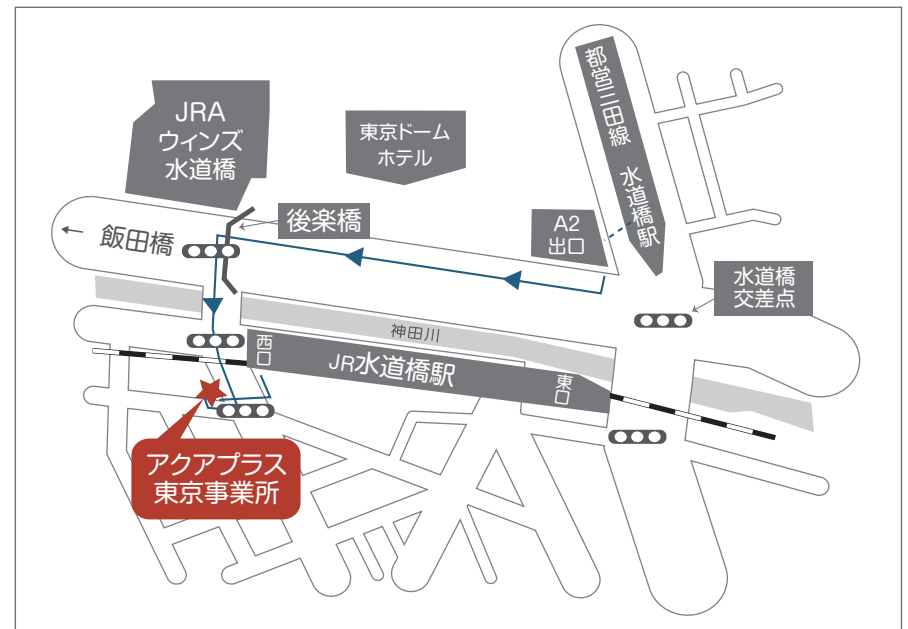 JRA
ウィンズ
水道橋
東京ドーム
ホテル
都営三田線 水道橋駅
A2
出口
後楽橋
飯田橋
水道橋
交差点
神田川
西口
JR水道橋駅
東口
アクアプラス
東京事業所